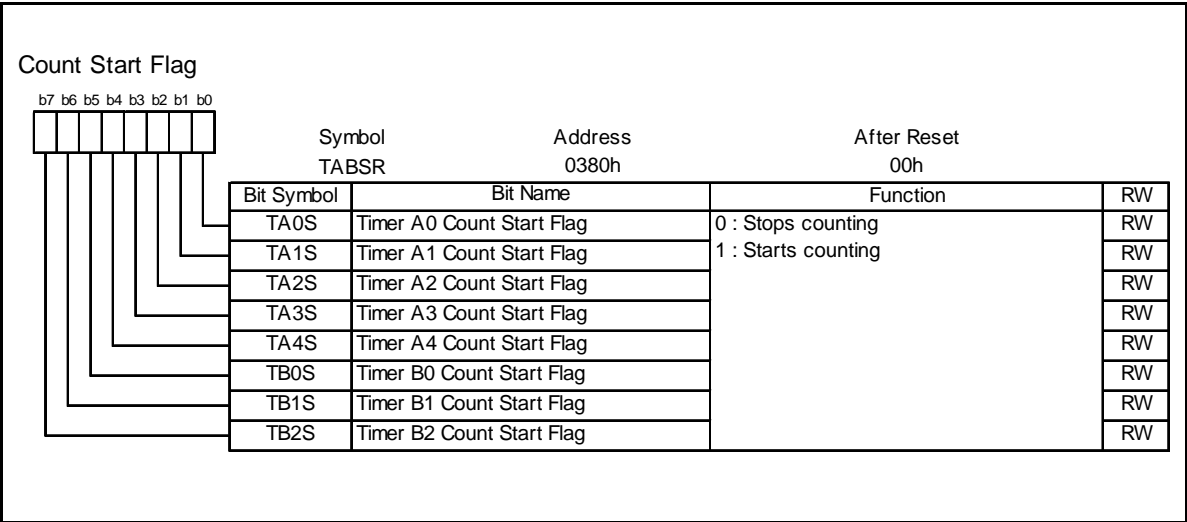 Count Start Flag
b7 b6 b5 b4 b3 b2 b1 b0
Symbol Address After Reset
TABSR 0380h 00h
Bit Symbol Bit Name Function RW
TA0S Timer A0 Count Start Flag 0 : Stops counting RW
TA1S Timer A1 Count Start Flag 1 : Starts counting RW
TA2S Timer A2 Count Start Flag RW
TA3S Timer A3 Count Start Flag RW
TA4S Timer A4 Count Start Flag RW
TB0S Timer B0 Count Start Flag RW
TB1S Timer B1 Count Start Flag RW
TB2S Timer B2 Count Start Flag RW